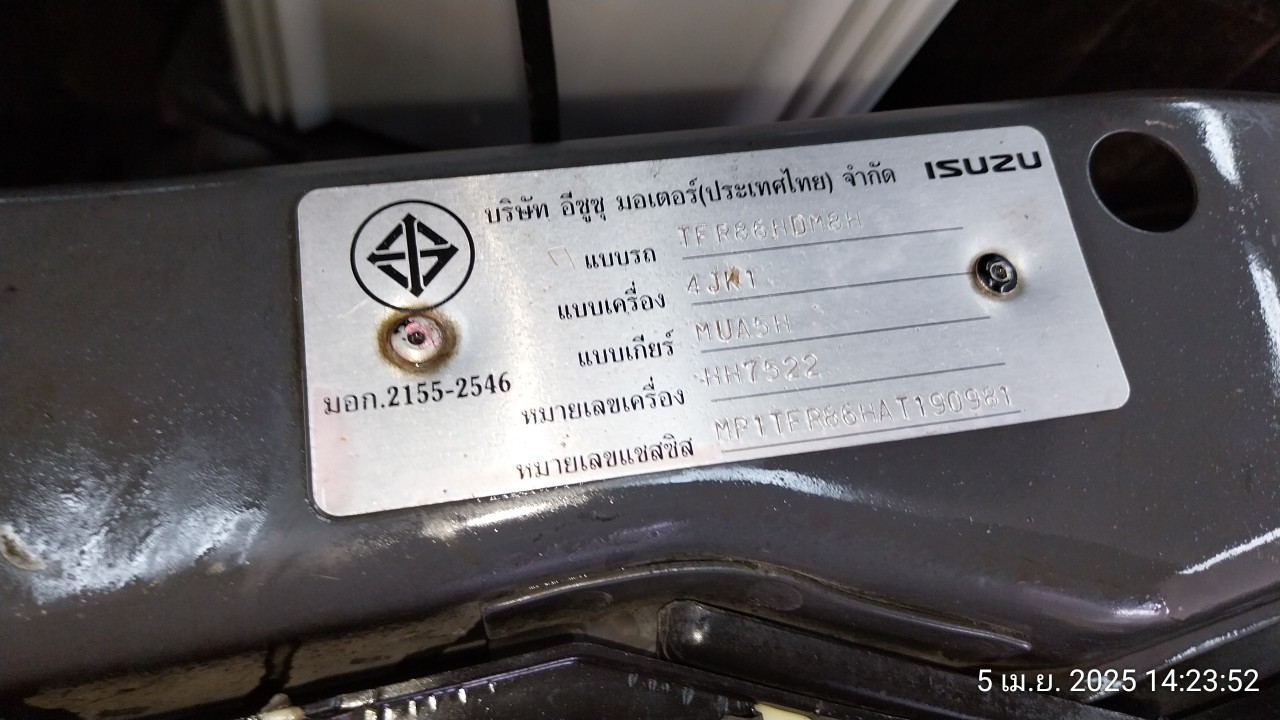 บริษัท อีซูซุ มอเตอร์(ประเทศไทย) จำกัด ISUZU
แบบรถ TFR86HDM8H
แบบเครื่อง 4JK1
แบบเกียร์ MUA5H
หมายเลขเครื่อง HH7522
หมายเลขแชสซิส MP1TFR86HAT190981
มอก.2155-2546
5 เม.ย. 2025 14:23:52